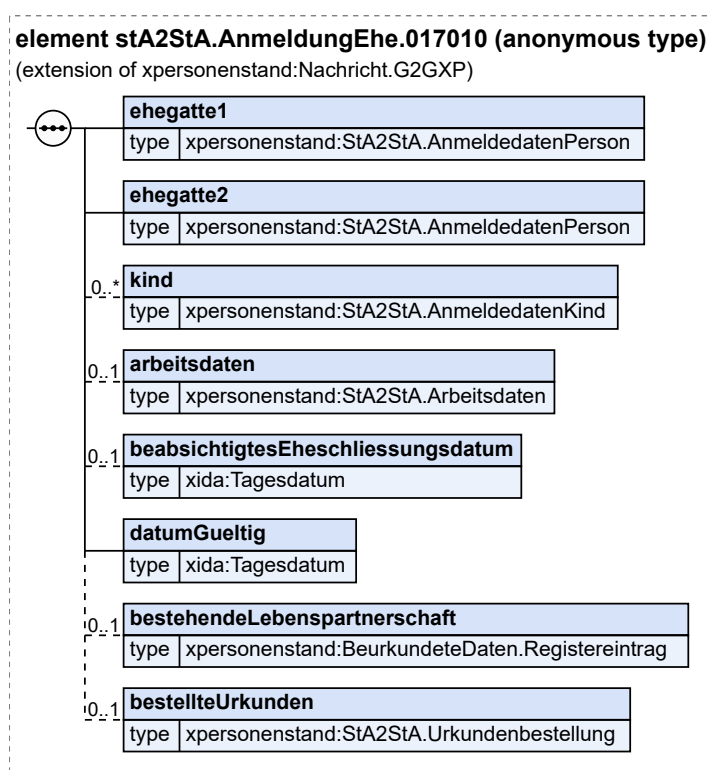 element stA2StA.AnmeldungEhe.017010 (anonymous type)
(extension of xpersonenstand:Nachricht.G2GXP)
ehegatte1
type xpersonenstand:StA2StA.AnmeldedatenPerson
ehegatte2
type xpersonenstand:StA2StA.AnmeldedatenPerson
0..* kind
type xpersonenstand:StA2StA.AnmeldedatenKind
0..1 arbeitsdaten
type xpersonenstand:StA2StA.Arbeitsdaten
0..1 beabsichtigtesEheschliessungsdatum
type xida:Tagesdatum
datumGueltig
type xida:Tagesdatum
0..1 bestehendeLebenspartnerschaft
type xpersonenstand:BeurkundeteDaten.Registereintrag
0..1 bestellteUrkunden
type xpersonenstand:StA2StA.Urkundenbestellung